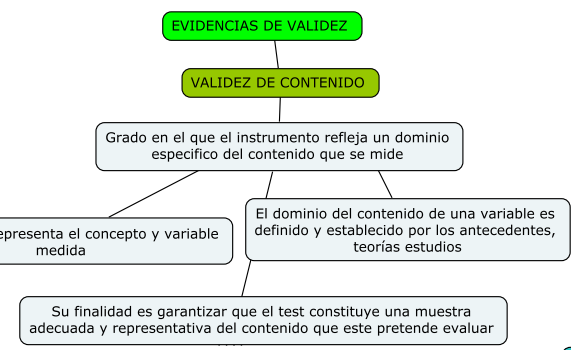 EVIDENCIAS DE VALIDEZ
VALIDEZ DE CONTENIDO
Grado en el que el instrumento refleja un dominio
especifico del contenido que se mide
el concepto y variable
medida
El dominio del contenido de una variable es
definido y establecido por los antecedentes,
teorías estudios
Su finalidad es garantizar que el test constituye una muestra
adecuada y representativa del contenido que este pretende evaluar